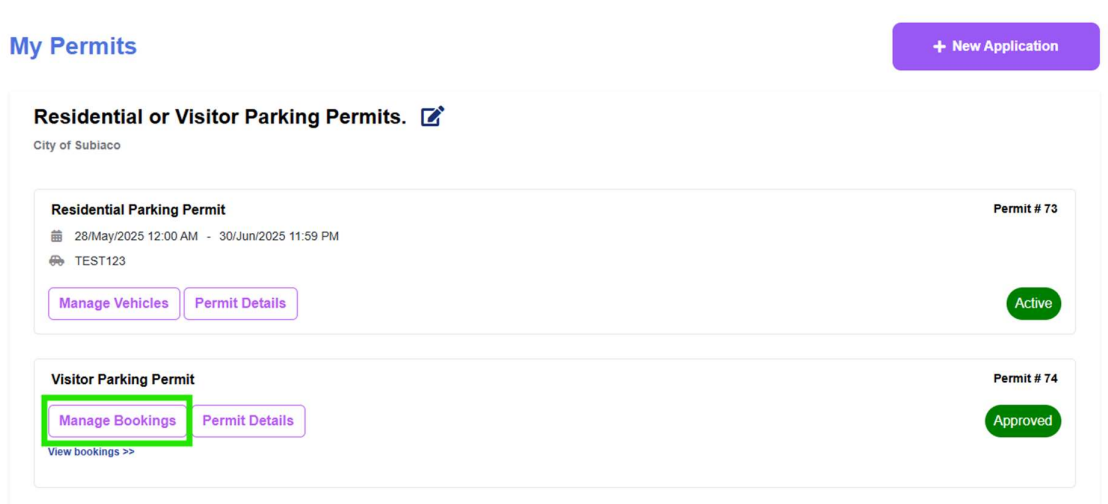 My Permits
+ New Application
Residential or Visitor Parking Permits.
City of Subiaco
Residential Parking Permit
Permit # 73
28/May/2025 12:00 AM - 30/Jun/2025 11:59 PM
TEST123
Manage Vehicles Permit Details
Active
Visitor Parking Permit
Permit # 74
Manage Bookings Permit Details
Approved
View bookings >>